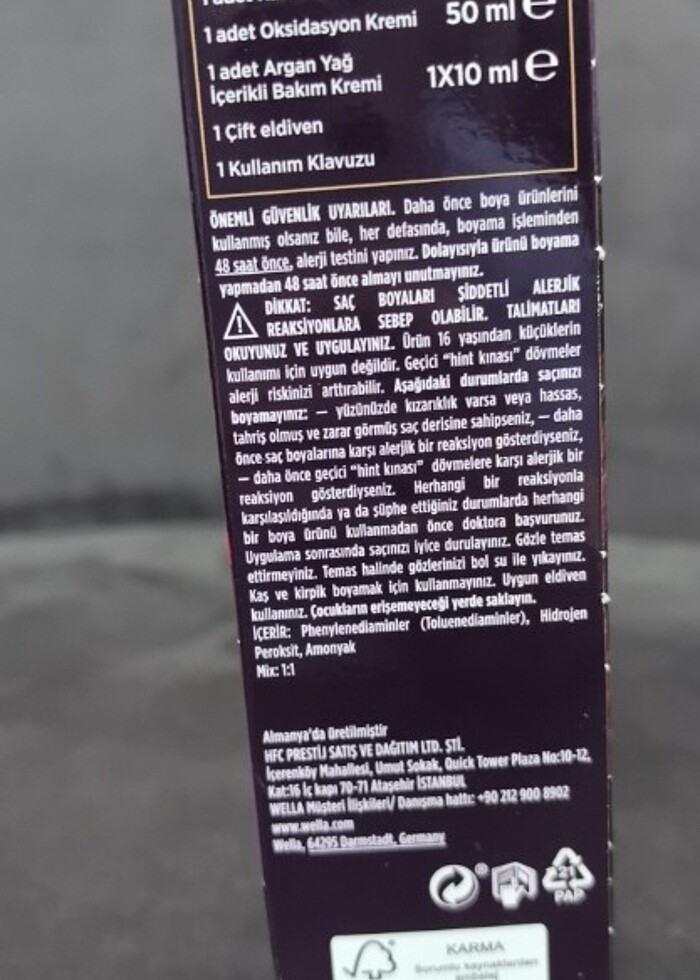 1 adet Oksidasyon Kremi 50 ml e
1 adet Argan Yağ
İçerikli Bakım Kremi 1X10 ml e
1 Çift eldiven
1 Kullanım Klavuzu
ÖNEMLİ GÜVENLİK UYARILARI. Daha önce boya ürünlerini
kullanmış olsanız bile, her defasında, boyama işleminden
48 saat önce, alerji testini yapınız. Dolayısıyla ürünü boyama
yapmadan 48 saat önce almayı unutmayınız.
DİKKAT: SAÇ BOYALARI ŞİDDETLİ ALERJİK
REAKSİYONLARA SEBEP OLABİLİR. TALİMATLARI
OKUYUNUZ VE UYGULAYINIZ. Ürün 16 yaşından küçüklerin
kullanımı için uygun değildir. Geçici "hint kınası" dövmeler
alerji riskinizi arttırabilir. Aşağıdaki durumlarda saçınızı
boyamayınız: – yüzünüzde kızarıklık varsa veya hassas,
tahriş olmuş ve zarar görmüş saç derisine sahipseniz, – daha
önce saç boyalarına karşı alerjik bir reaksiyon gösterdiyseniz,
– daha önce geçici "hint kınası" dövmelere karşı alerjik bir
reaksiyon gösterdiyseniz. Herhangi bir reaksiyonla
karşılaşıldığında ya da şüphe ettiğiniz durumlarda herhangi
bir boya ürünü kullanmadan önce doktora başvurunuz.
Uygulama sonrasında saçınızı iyice durulayınız. Gözle temas
ettirmeyiniz. Temas halinde gözlerinizi bol su ile yıkayınız.
Kaş ve kirpik boyamak için kullanmayınız. Uygun eldiven
kullanınız. Çocukların erişemeyeceği yerde saklayın.
İÇERİR: Phenylenediaminler (Toluenediaminler), Hidrojen
Peroksit, Amonyak
Mix: 1:1
Almanya'da üretilmiştir
HFC PRESTİJ SATIŞ VE DAĞITIM LTD. ŞTİ.
İçerenköy Mahallesi, Umut Sokak, Quick Tower Plaza No:10-12,
Kat:16 İç kapı 70-71 Ataşehir İSTANBUL
WELLA Müşteri İlişkileri/ Danışma hattı: +90 212 900 8902
www.wella.com
Wella, 64295 Darmstadt, Germany
21
PAP
KARMA
Sorumlu kaynaklardan
ambalaj